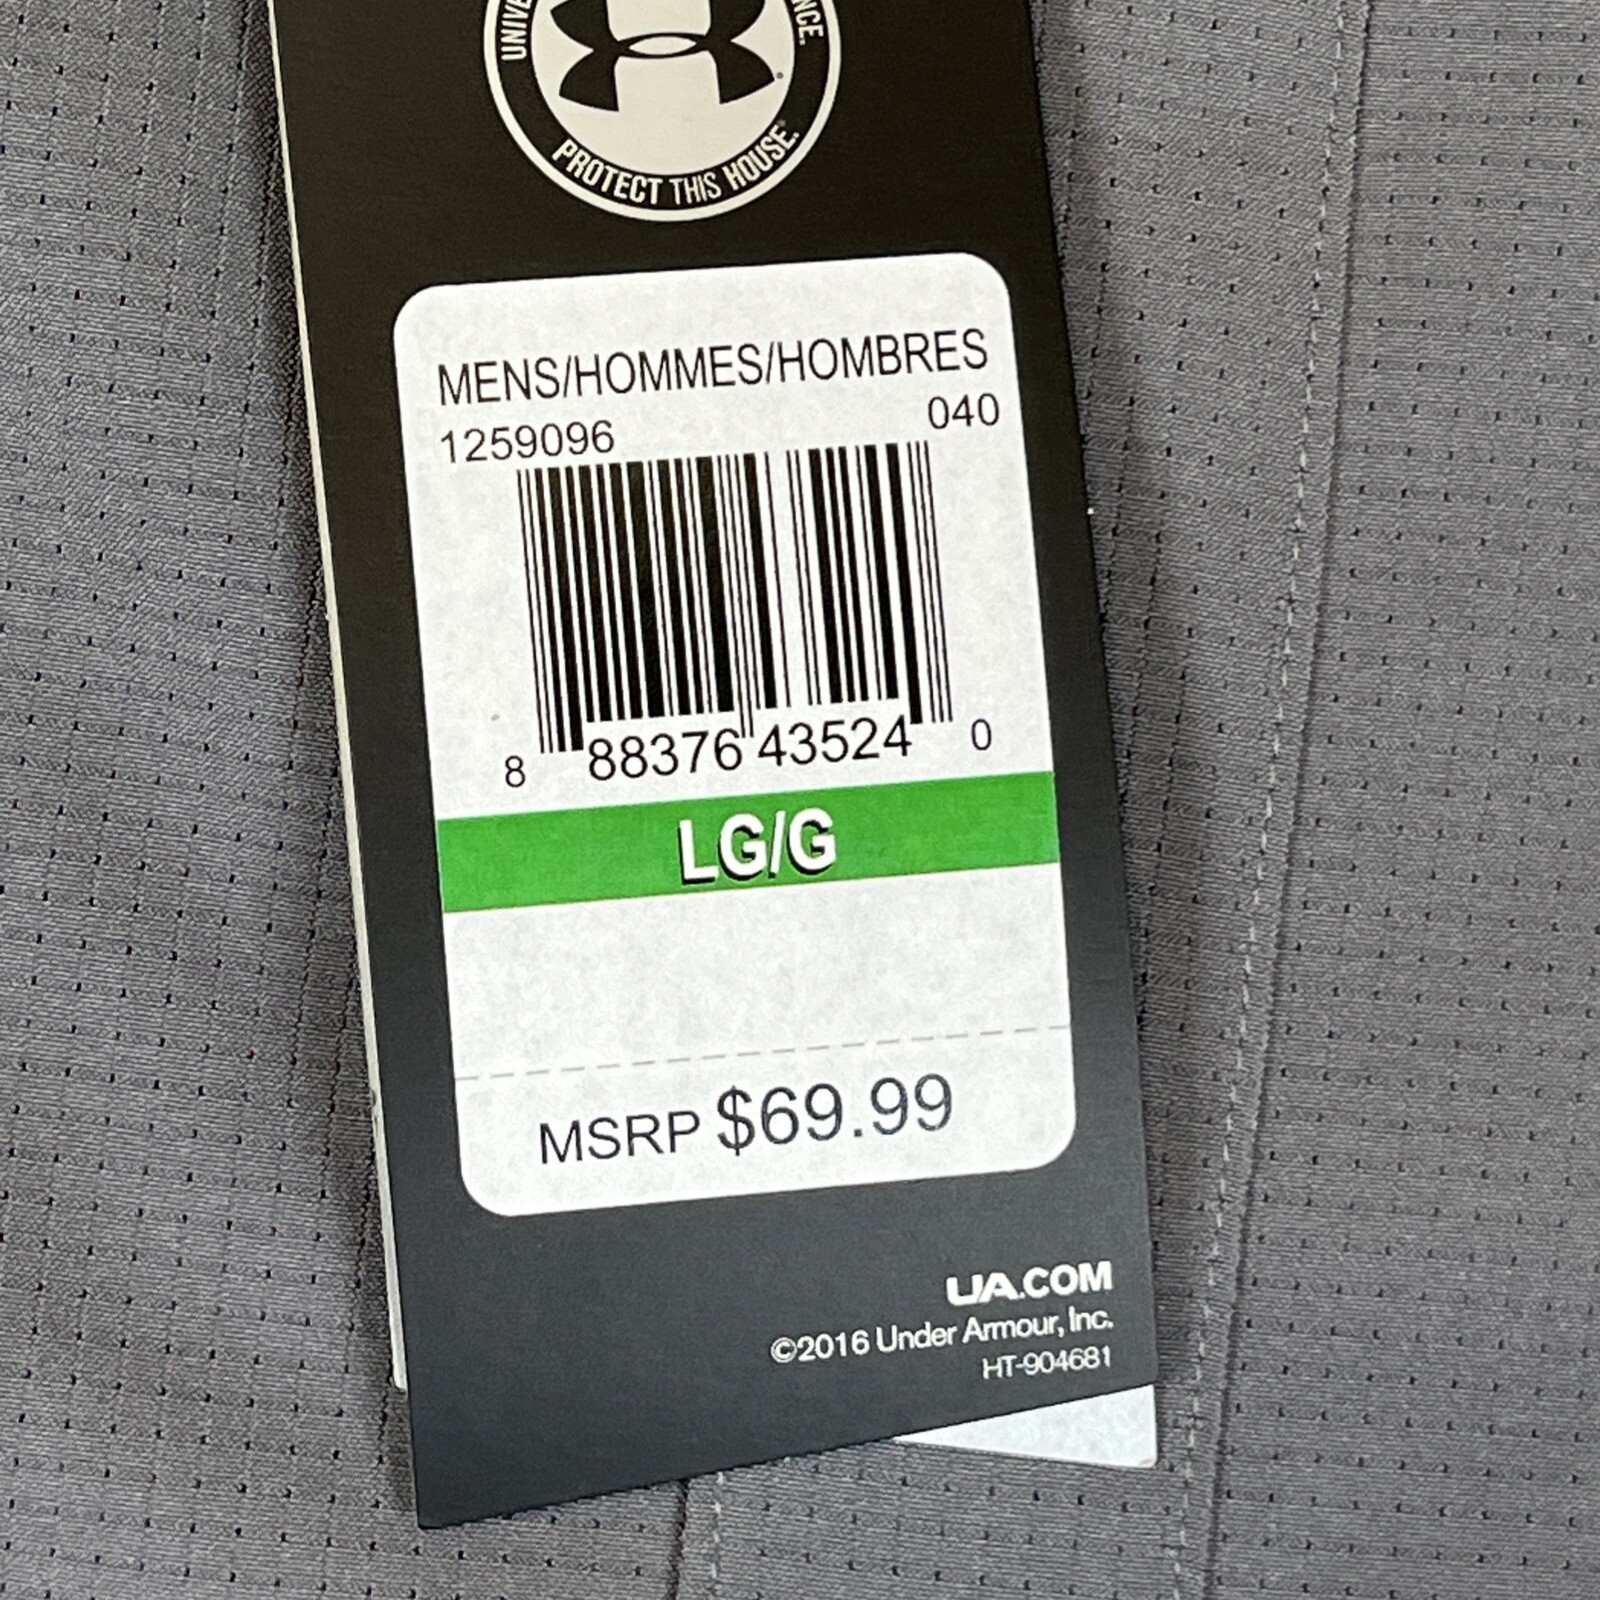 PROTECT THIS HOUSE.
MENS/HOMMES/HOMBRES
1259096 040
8 88376 43524 0
LG/G
MSRP $69.99
UA.COM
©2016 Under Armour, Inc.
HT-904681